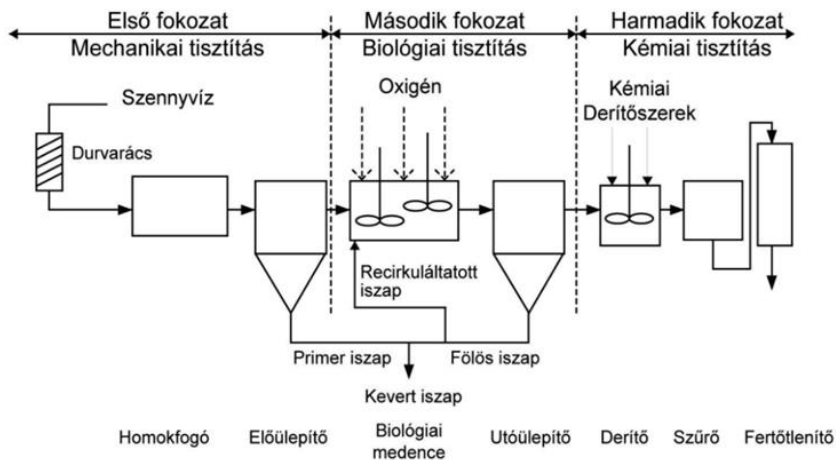 Első fokozat
Mechanikai tisztítás
Második fokozat
Biológiai tisztítás
Harmadik fokozat
Kémiai tisztítás
Szennyvíz
Durvarács
Oxigén
Kémiai
Derítőszerek
Recirkuláltatott
iszap
Primer iszap
Fölös iszap
Kevert iszap
Homokfogó
Előülepítő
Biológiai
medence
Utóülepítő
Derítő
Szűrő
Fertőtlenítő